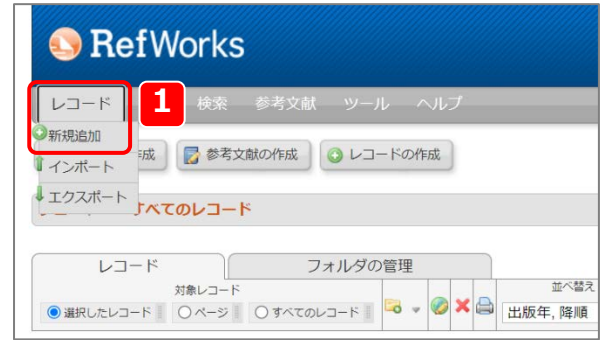 RefWorks
レコード 1 検索 参考文献 ツール ヘルプ
新規追加
成 参考文献の作成 レコードの作成
インポート
エクスポート
すべてのレコード
レコード フォルダの管理
対象レコード 並べ替え
選択したレコード ページ すべてのレコード 出版年, 降順